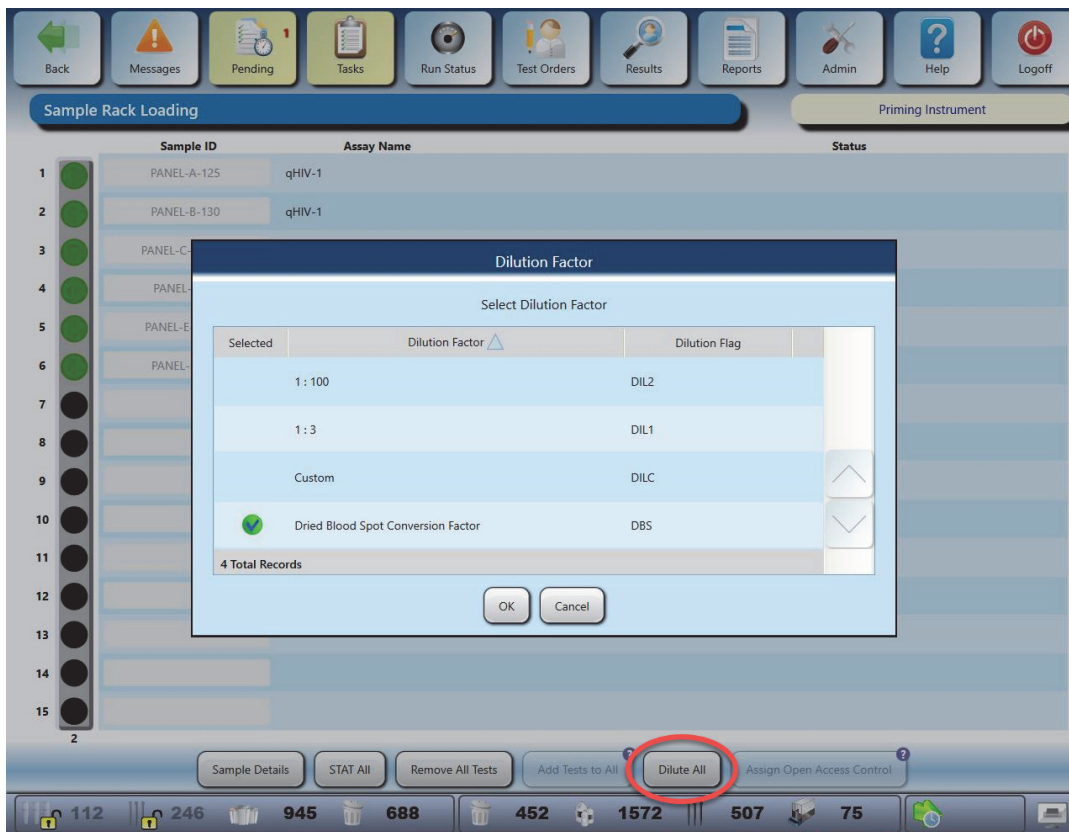 Back Messages Pending 1 Tasks Run Status Test Orders Results Reports Admin Help Logoff
Sample Rack Loading Priming Instrument
Sample ID Assay Name Status
1 PANEL-A-125 qHIV-1
2 PANEL-B-130 qHIV-1
3 PANEL-C-
4 PANEL-
5 PANEL-E
6 PANEL-
7
8
9
10
11
12
13
14
15
2
Dilution Factor
Select Dilution Factor
Selected Dilution Factor Dilution Flag
1 : 100 DIL2
1 : 3 DIL1
Custom DILC
Dried Blood Spot Conversion Factor DBS
4 Total Records
OK Cancel
Sample Details STAT All Remove All Tests Add Tests to All ? Dilute All Assign Open Access Control ?
112 246 945 688 452 1572 507 75